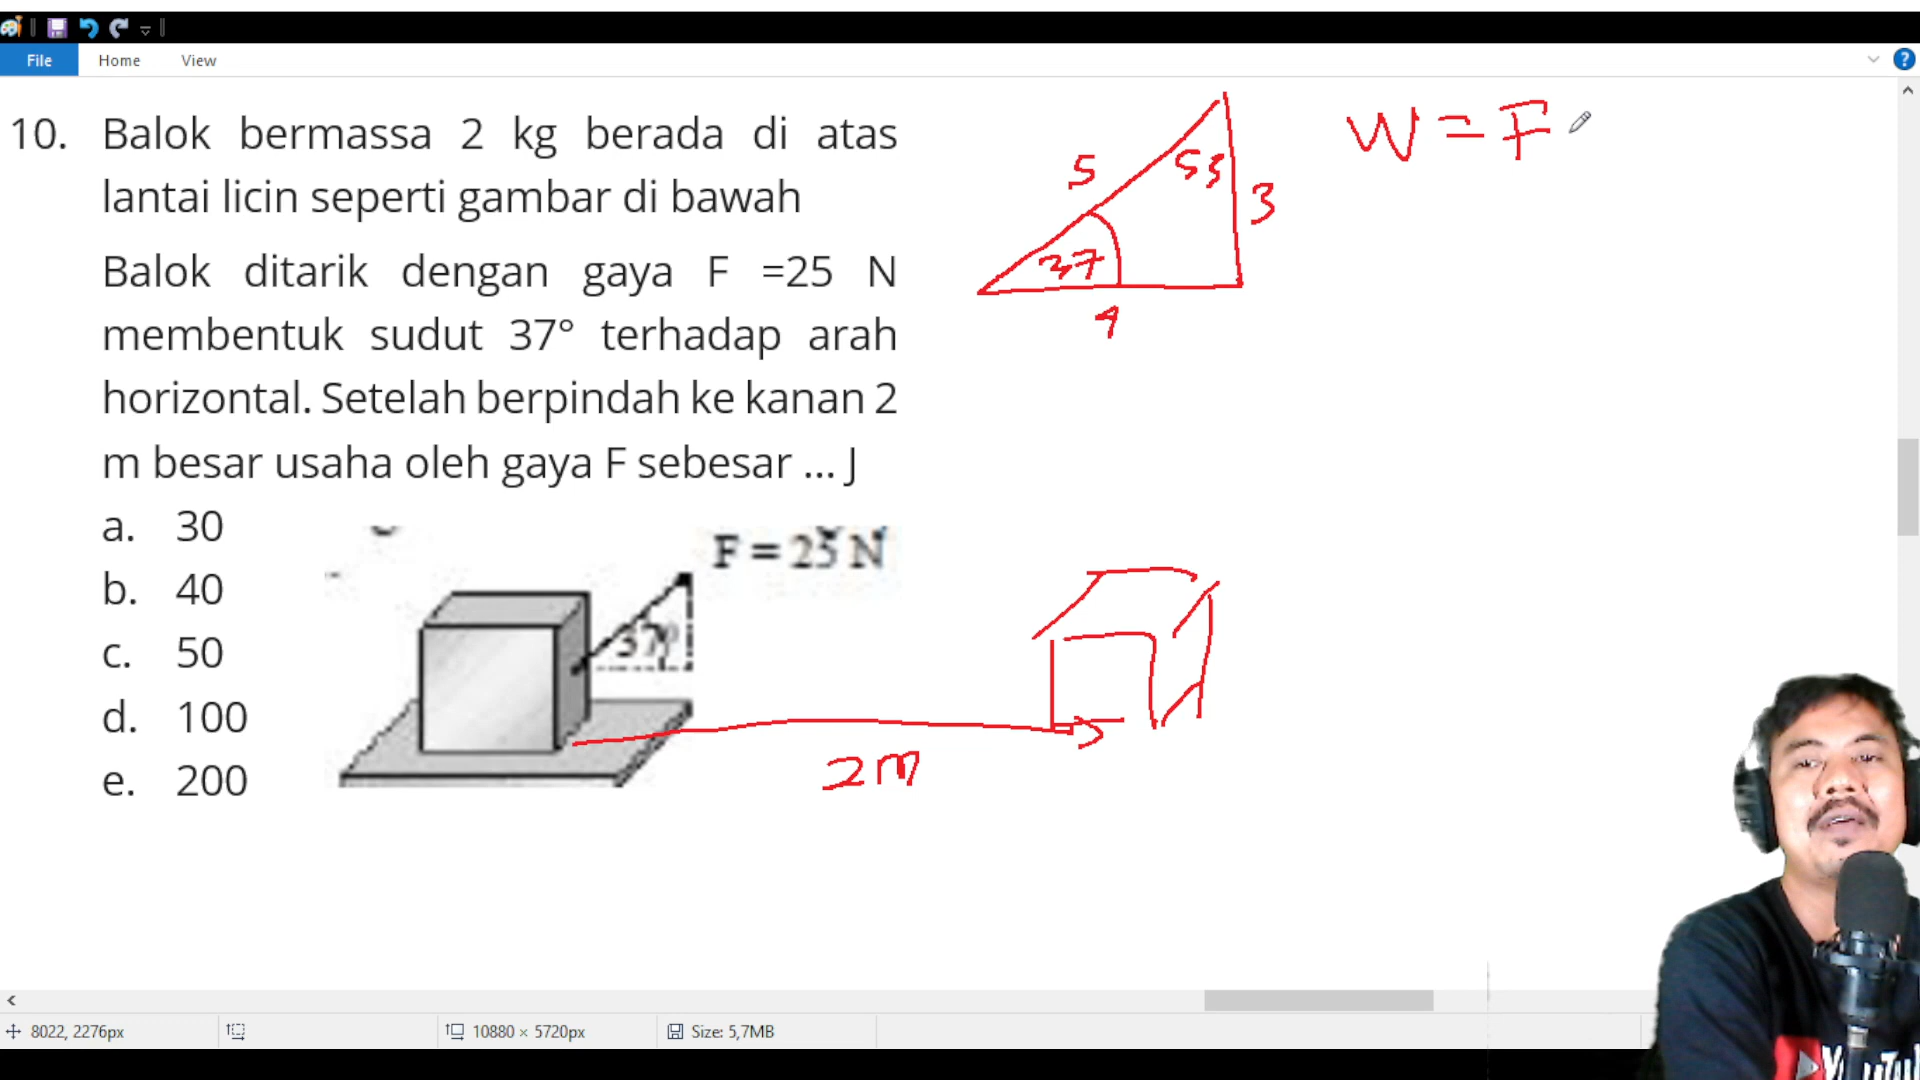 File Home View
10. Balok bermassa 2 kg berada di atas
lantai licin seperti gambar di bawah
Balok ditarik dengan gaya F =25 N
membentuk sudut 37° terhadap arah
horizontal. Setelah berpindah ke kanan 2
m besar usaha oleh gaya F sebesar ... J
a. 30
b. 40
c. 50
d. 100
e. 200
F = 25 N
37°
5
53
3
37
4
W = F
2m
8022, 2276px
10880 × 5720px
Size: 5,7MB